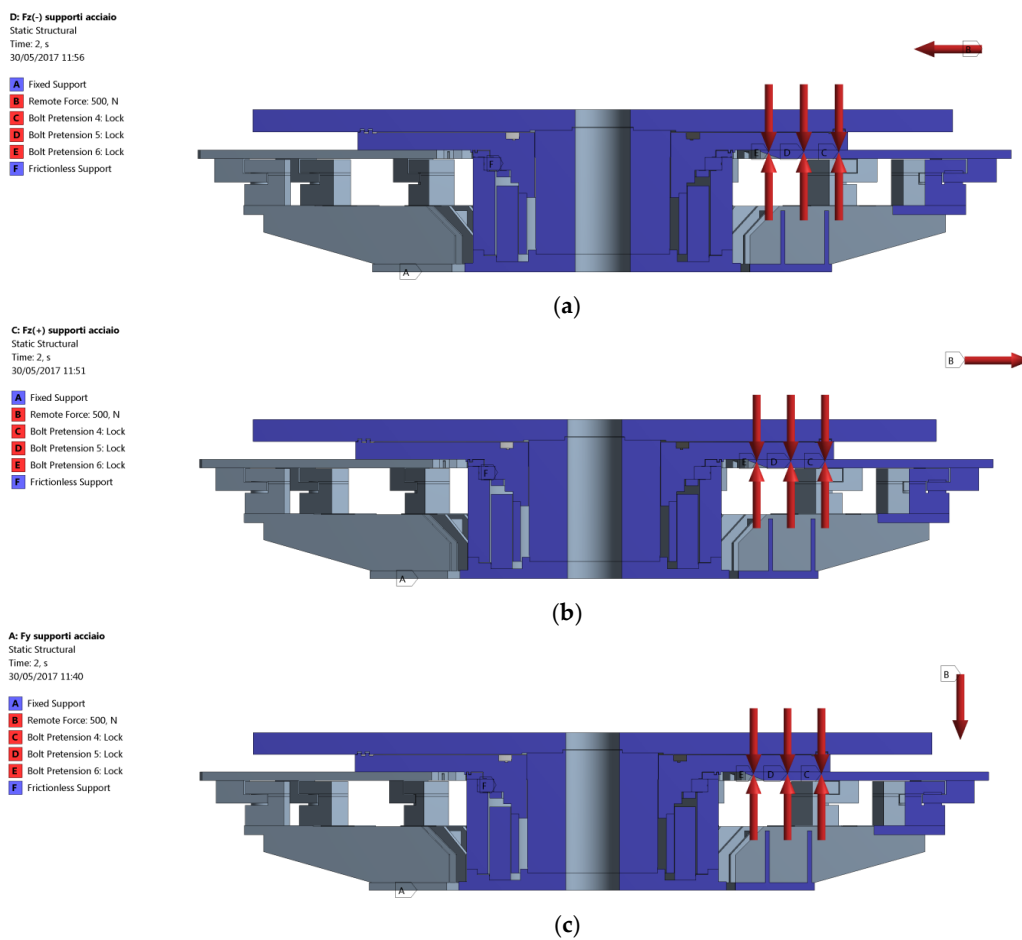 D: Fz(-) supporti acciaio
Static Structural
Time: 2, s
30/05/2017 11:56
A Fixed Support
B Remote Force: 500, N
C Bolt Pretension 4: Lock
D Bolt Pretension 5: Lock
E Bolt Pretension 6: Lock
F Frictionless Support
B
E D C
F
A
(a)
C: Fz(+) supporti acciaio
Static Structural
Time: 2, s
30/05/2017 11:51
A Fixed Support
B Remote Force: 500, N
C Bolt Pretension 4: Lock
D Bolt Pretension 5: Lock
E Bolt Pretension 6: Lock
F Frictionless Support
B
E D C
F
A
(b)
A: Fy supporti acciaio
Static Structural
Time: 2, s
30/05/2017 11:40
A Fixed Support
B Remote Force: 500, N
C Bolt Pretension 4: Lock
D Bolt Pretension 5: Lock
E Bolt Pretension 6: Lock
F Frictionless Support
B
E D C
F
A
(c)